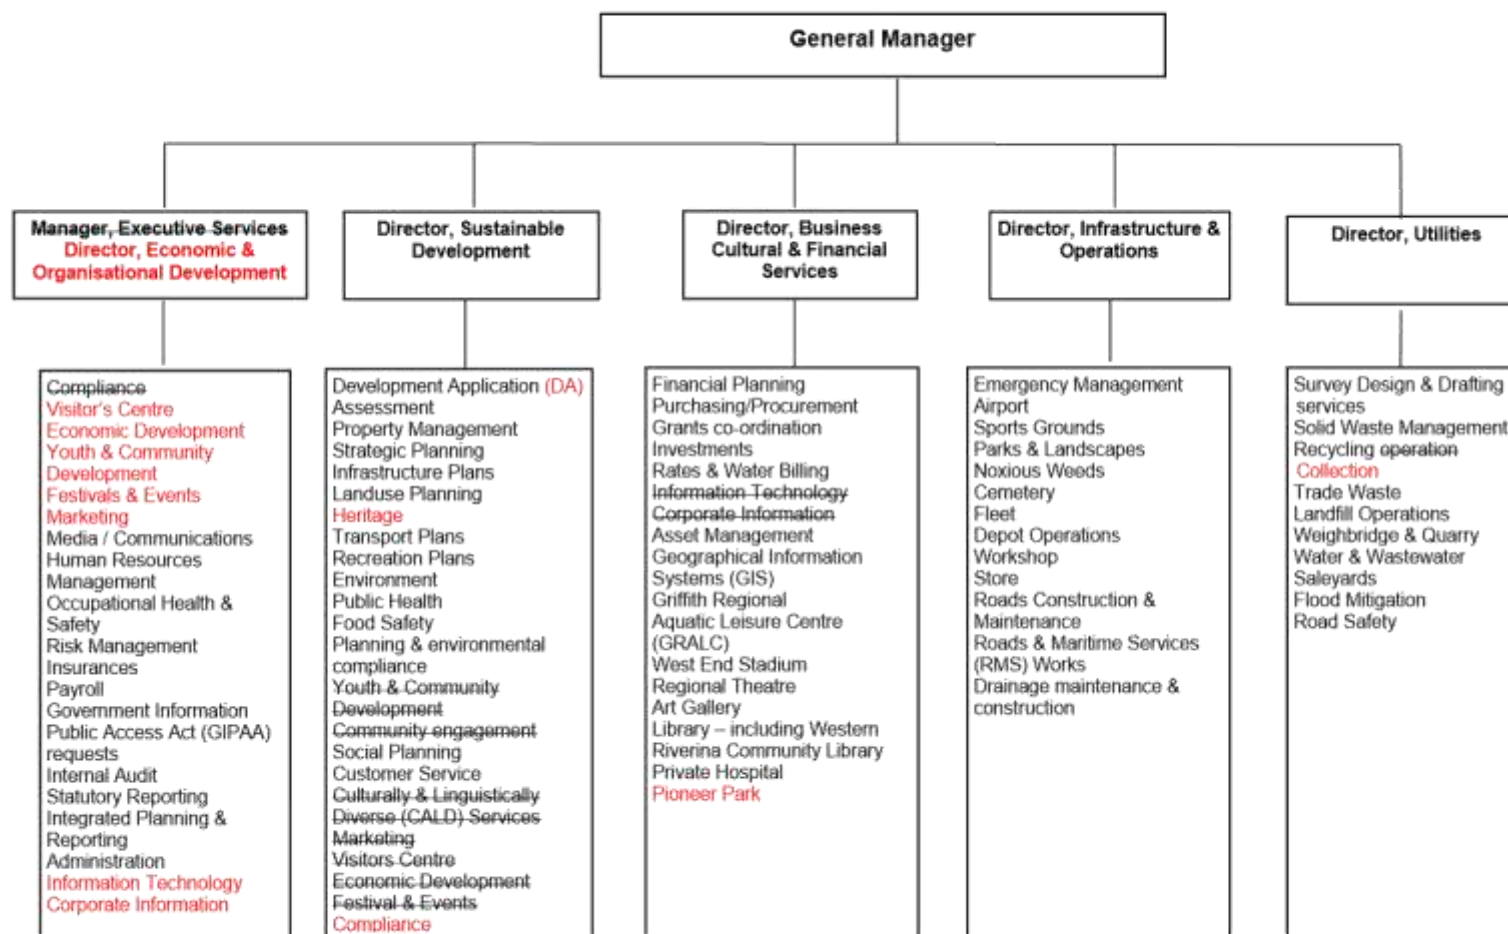 General Manager
Manager, Executive Services
Director, Economic &
Organisational Development
Director, Sustainable
Development
Director, Business
Cultural & Financial
Services
Director, Infrastructure &
Operations
Director, Utilities
Compliance
Visitor's Centre
Economic Development
Youth & Community
Development
Festivals & Events
Marketing
Media / Communications
Human Resources
Management
Occupational Health &
Safety
Risk Management
Insurances
Payroll
Government Information
Public Access Act (GIPAA)
requests
Internal Audit
Statutory Reporting
Integrated Planning &
Reporting
Administration
Information Technology
Corporate Information
Development Application (DA)
Assessment
Property Management
Strategic Planning
Infrastructure Plans
Landuse Planning
Heritage
Transport Plans
Recreation Plans
Environment
Public Health
Food Safety
Planning & environmental
compliance
Youth & Community
Development
Community engagement
Social Planning
Customer Service
Culturally & Linguistically
Diverse (CALD) Services
Marketing
Visitors Centre
Economic Development
Festival & Events
Compliance
Financial Planning
Purchasing/Procurement
Grants co-ordination
Investments
Rates & Water Billing
Information Technology
Corporate Information
Asset Management
Geographical Information
Systems (GIS)
Griffith Regional
Aquatic Leisure Centre
(GRALC)
West End Stadium
Regional Theatre
Art Gallery
Library – including Western
Riverina Community Library
Private Hospital
Pioneer Park
Emergency Management
Airport
Sports Grounds
Parks & Landscapes
Noxious Weeds
Cemetery
Fleet
Depot Operations
Workshop
Store
Roads Construction &
Maintenance
Roads & Maritime Services
(RMS) Works
Drainage maintenance &
construction
Survey Design & Drafting
services
Solid Waste Management
Recycling operation
Collection
Trade Waste
Landfill Operations
Weighbridge & Quarry
Water & Wastewater
Saleyards
Flood Mitigation
Road Safety